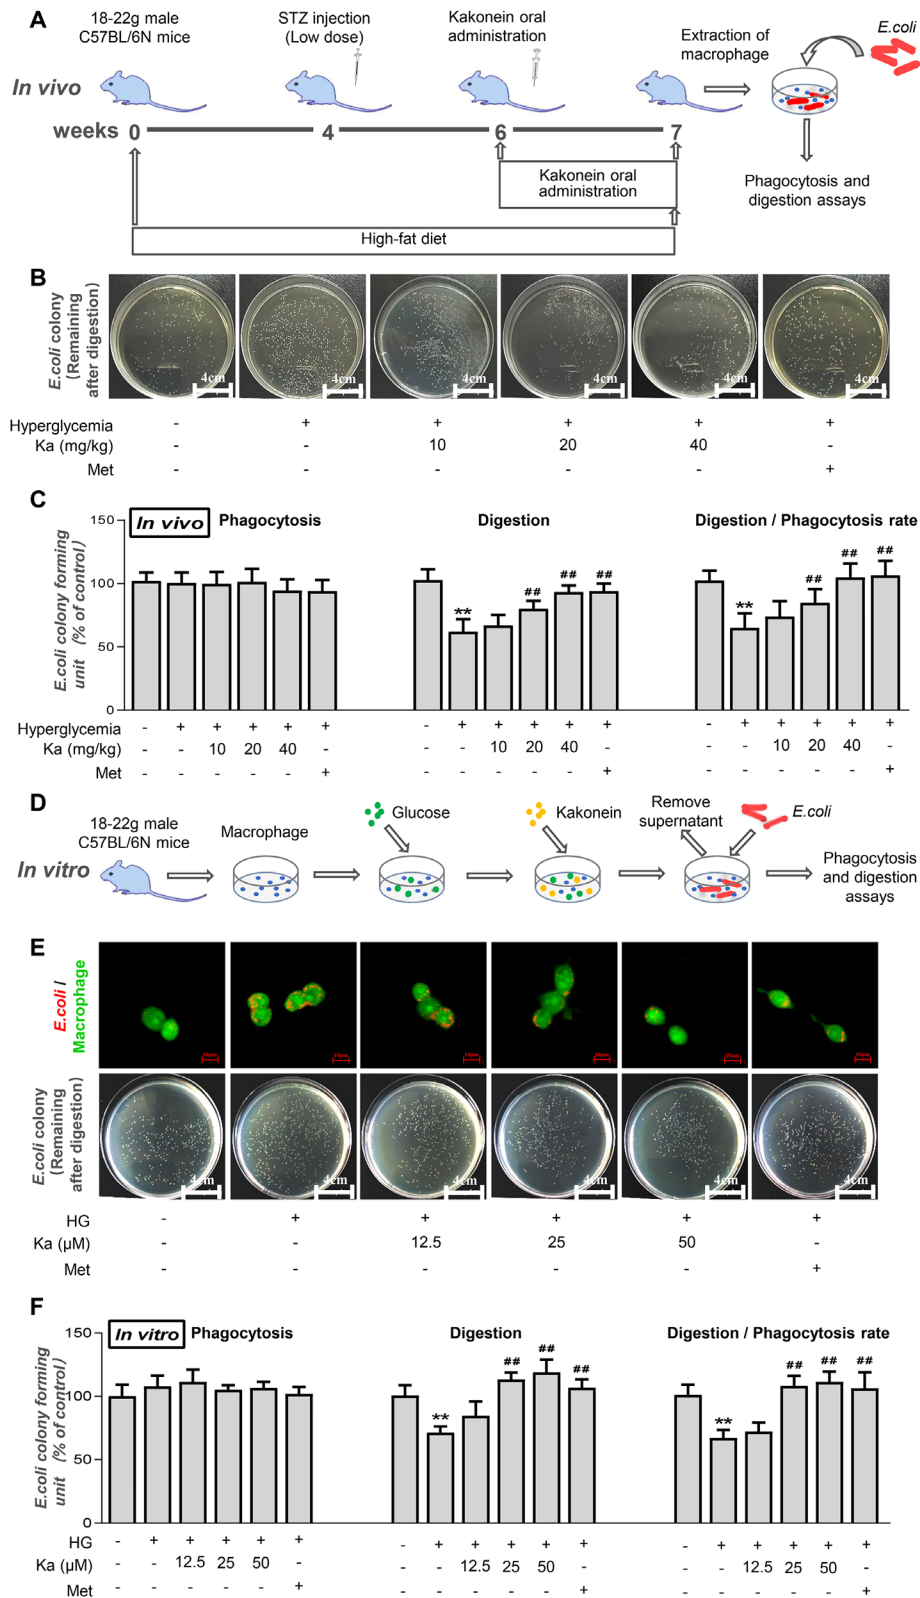 A
18-22g male
C57BL/6N mice
STZ injection
(Low dose)
Kakonein oral
administration
Extraction of
macrophage
E.coli
In vivo
weeks 0 4 6 7
Kakonein oral
administration
Phagocytosis and
digestion assays
High-fat diet
B
E.coli colony
(Remaining
after digestion)
4cm 4cm 4cm 4cm 4cm 4cm
Hyperglycemia - + + + + +
Ka (mg/kg) - - 10 20 40 -
Met - - - - - +
C
E.coli colony forming
unit (% of control)
150
100
50
0
In vivo Phagocytosis
Digestion
Digestion / Phagocytosis rate
** ## ## ##
** ## ## ##
Hyperglycemia - + + + + + - + + + + + - + + + + +
Ka (mg/kg) - - 10 20 40 - - - 10 20 40 - - - 10 20 40 -
Met - - - - - + - - - - - + - - - - - +
D
18-22g male
C57BL/6N mice
Macrophage
Glucose
Kakonein
Remove
supernatant
E.coli
In vitro
Phagocytosis
and digestion
assays
E
E.coli /
Macrophage
10μm 10μm 10μm 10μm 10μm 10μm
E.coli colony
(Remaining
after digestion)
4cm 4cm 4cm 4cm 4cm 4cm
HG - + + + + +
Ka (μM) - - 12.5 25 50 -
Met - - - - - +
F
E.coli colony forming
unit (% of control)
150
100
50
0
In vitro Phagocytosis
Digestion
Digestion / Phagocytosis rate
** ## ## ##
** ## ## ##
HG - + + + + + - + + + + + - + + + + +
Ka (μM) - - 12.5 25 50 - - - 12.5 25 50 - - - 12.5 25 50 -
Met - - - - - + - - - - - + - - - - - +